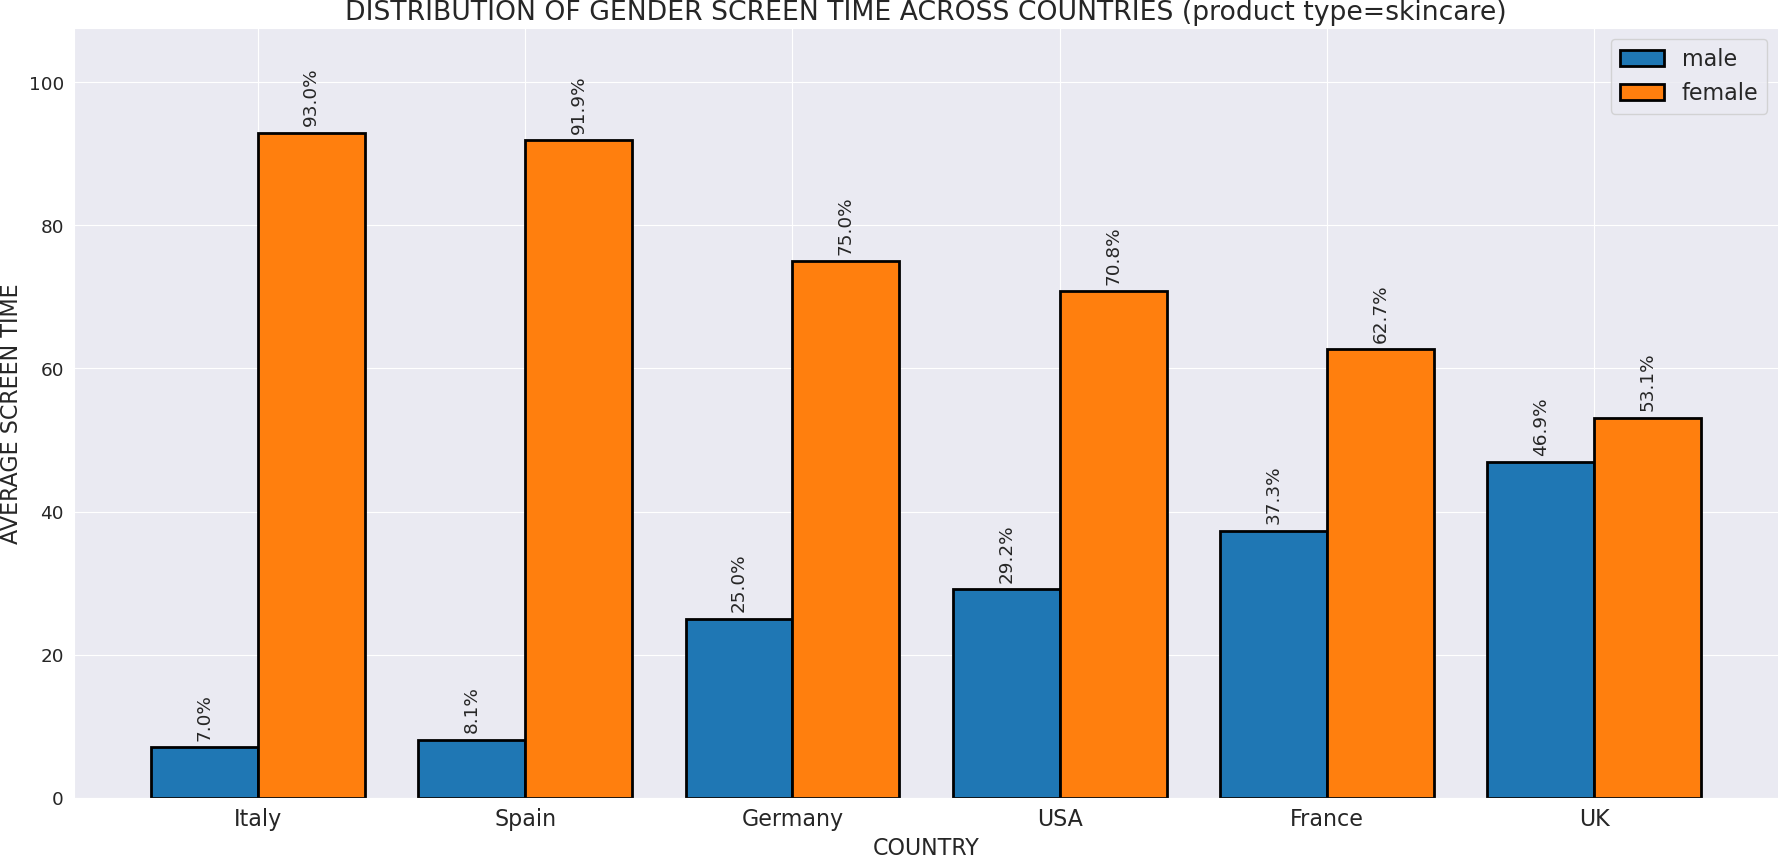 DISTRIBUTION OF GENDER SCREEN TIME ACROSS COUNTRIES (product type=skincare)
male
female
AVERAGE SCREEN TIME
100
80
60
40
20
0
7.0%
93.0%
8.1%
91.9%
25.0%
75.0%
29.2%
70.8%
37.3%
62.7%
46.9%
53.1%
Italy
Spain
Germany
USA
France
UK
COUNTRY